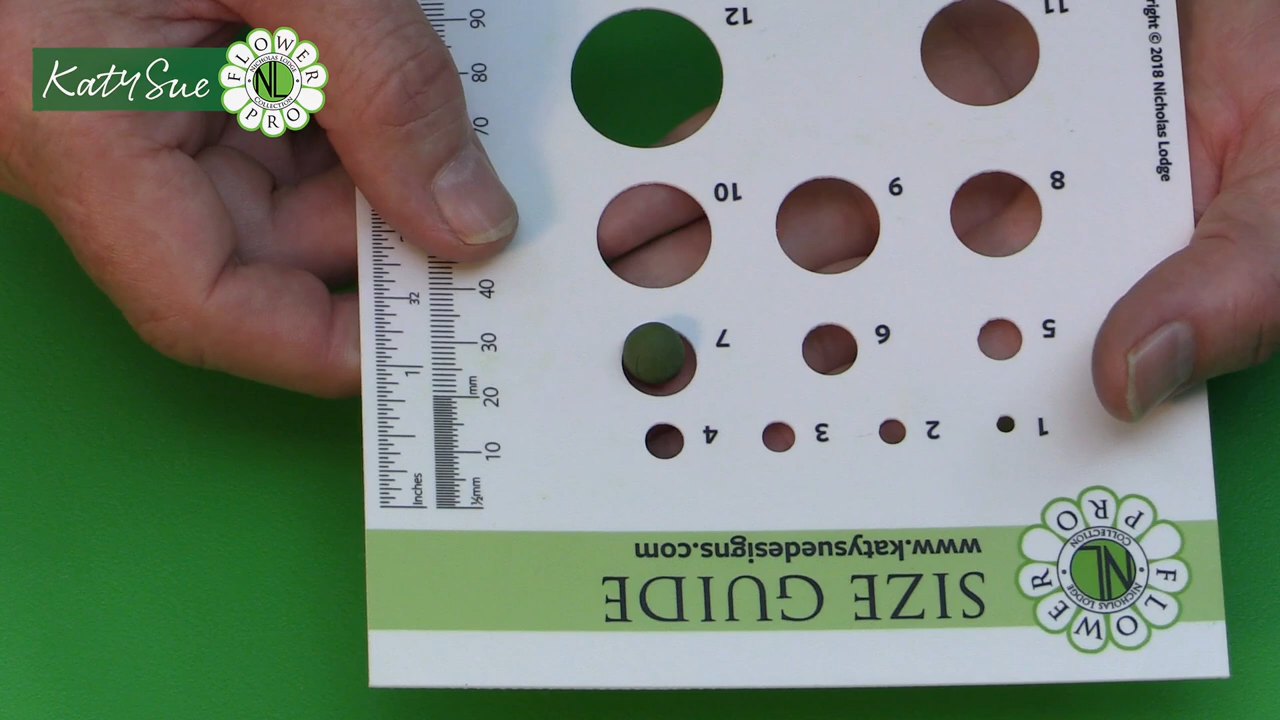 KatySue
FLOWER PRO
NICHOLAS LODGE
NL
COLLECTION
90
80
70
40
30
20
10
mm
½mm
32
1
Inches
12
11
10
9
8
7
6
5
4
3
2
1
right © 2018 Nicholas Lodge
www.katysuedesigns.com
SIZE GUIDE
FLOWER PRO
NICHOLAS LODGE
NL
COLLECTION